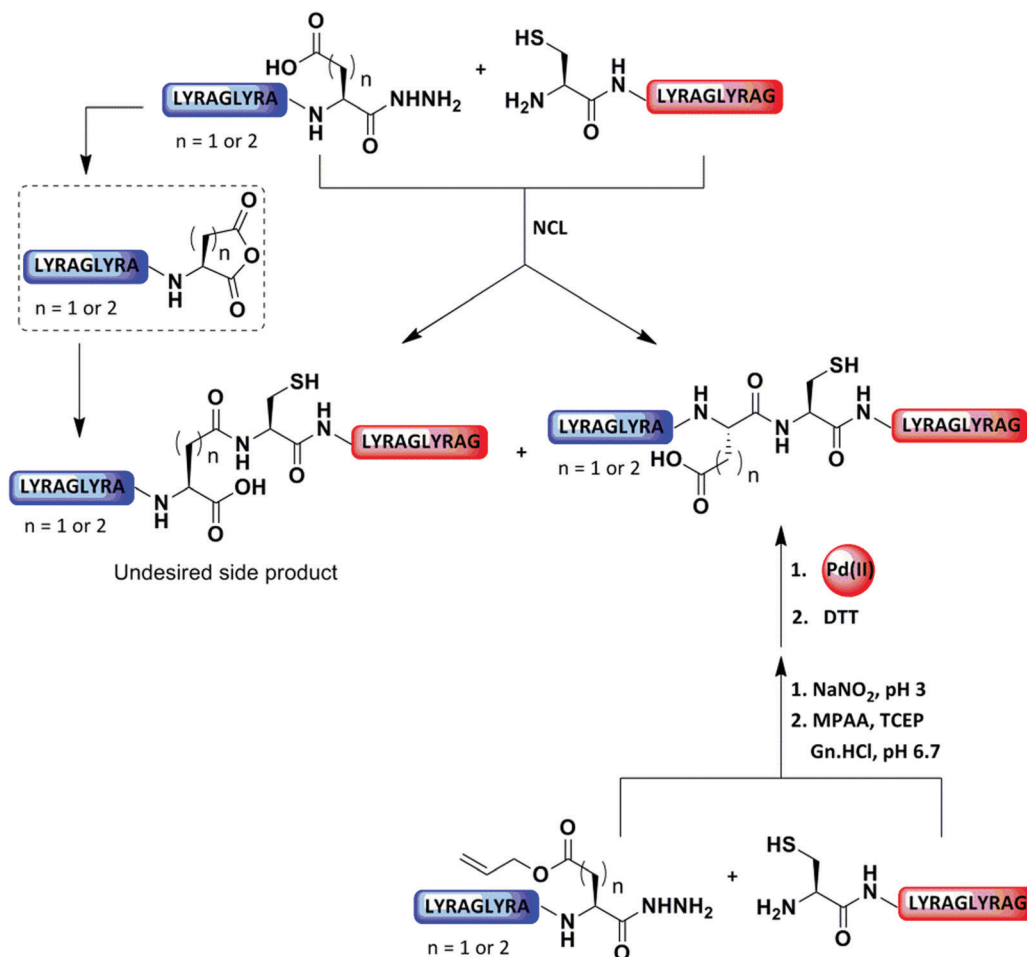 HO
O
n
LYRAGLYRA
N
H
NHNH₂
O
n = 1 or 2
+
HS
H₂N
H
N
O
LYRAGLYRAG
NCL
O
O
O
n
LYRAGLYRA
N
H
n = 1 or 2
SH
O
H
N
n
N
H
O
LYRAGLYRAG
LYRAGLYRA
N
H
OH
O
n = 1 or 2
Undesired side product
+
SH
H
N
O
H
N
LYRAGLYRA
N
H
O
LYRAGLYRAG
n = 1 or 2
HO
n
O
1. Pd(II)
2. DTT
1. NaNO₂, pH 3
2. MPAA, TCEP
Gn.HCl, pH 6.7
O
O
n
LYRAGLYRA
N
H
NHNH₂
O
n = 1 or 2
+
HS
H₂N
H
N
O
LYRAGLYRAG